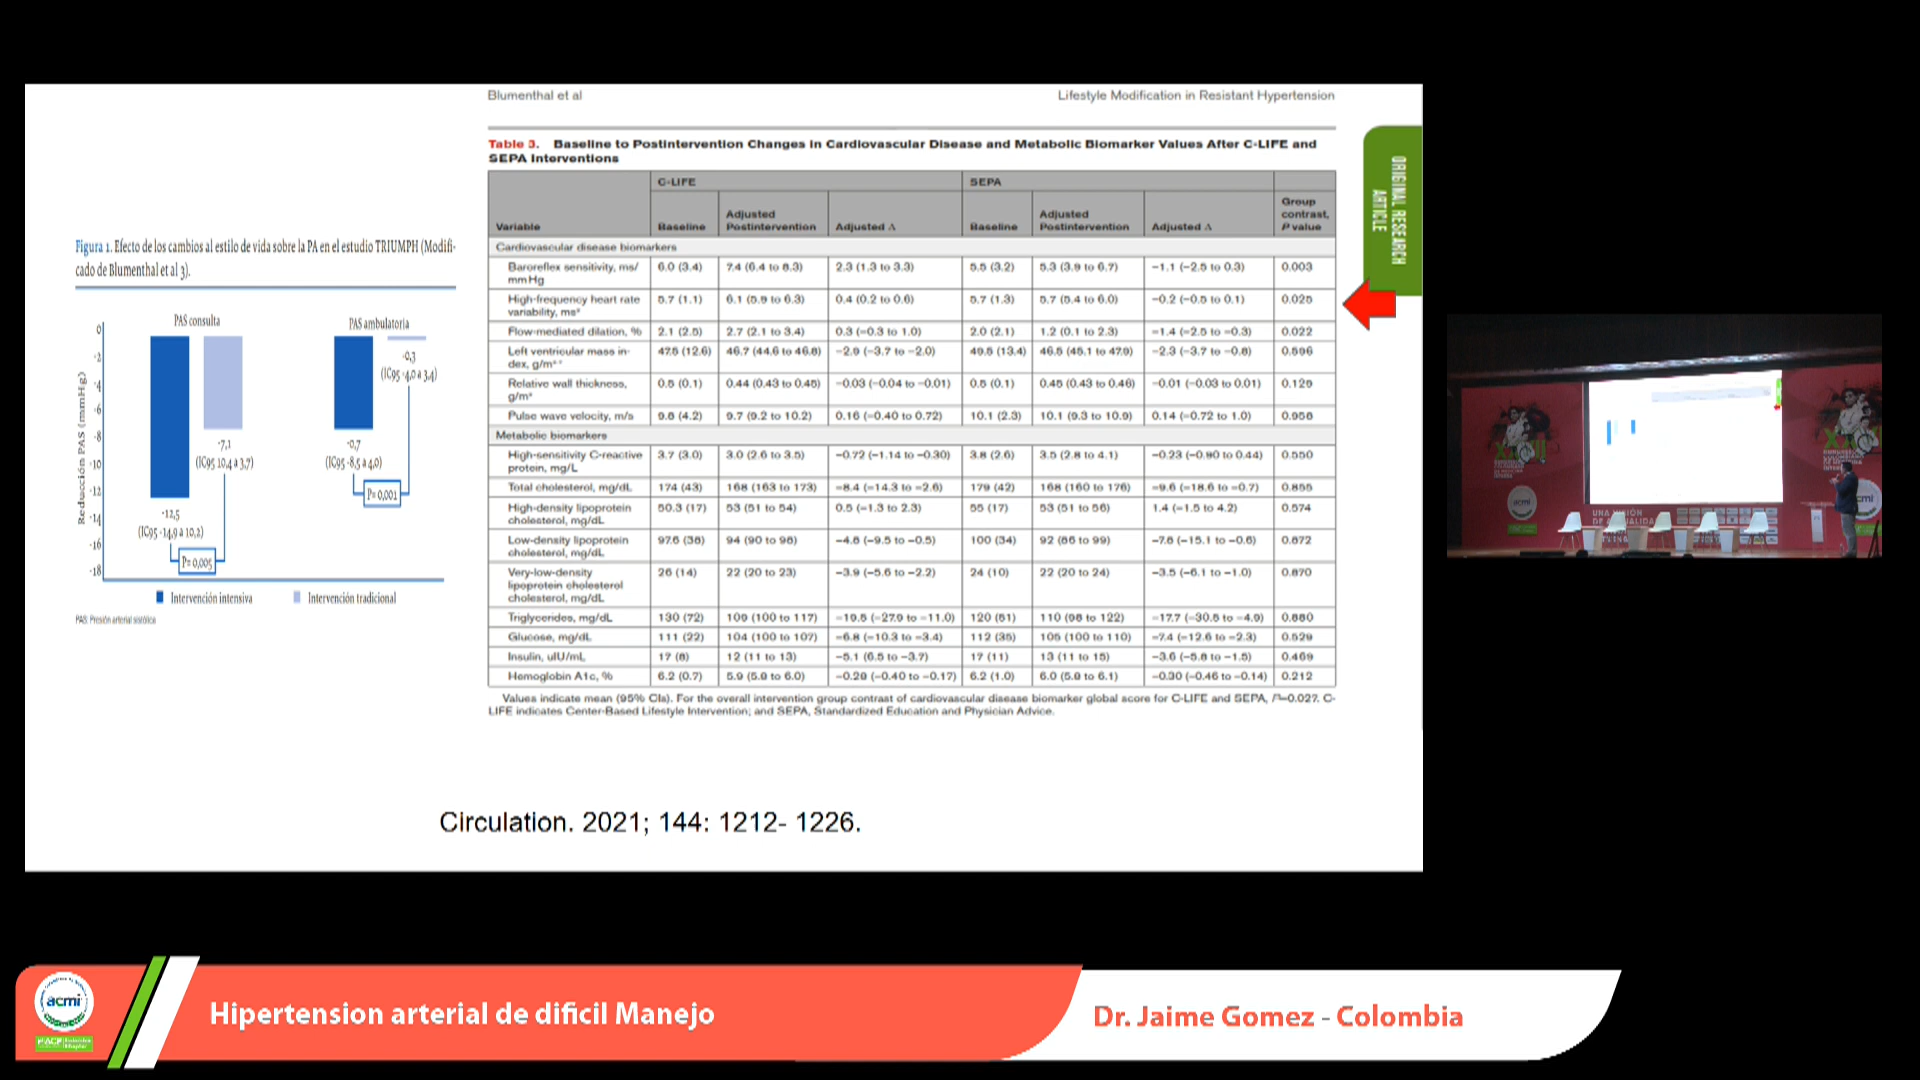 Blumenthal et al
Lifestyle Modification in Resistant Hypertension
Table 3. Baseline to Postintervention Changes in Cardiovascular Disease and Metabolic Biomarker Values After C-LIFE and
SEPA Interventions
C-LIFE SEPA
Variable Baseline Adjusted Postintervention Adjusted Δ Baseline Adjusted Postintervention Adjusted Δ Group contrast, P value
Cardiovascular disease biomarkers
Baroreflex sensitivity, ms/mm Hg 6.0 (3.4) 7.4 (6.4 to 8.3) 2.3 (1.3 to 3.3) 5.5 (3.2) 5.3 (3.9 to 6.7) −1.1 (−2.5 to 0.3) 0.003
High-frequency heart rate variability, ms² 5.7 (1.1) 6.1 (5.9 to 6.3) 0.4 (0.2 to 0.6) 5.7 (1.3) 5.7 (5.4 to 6.0) −0.2 (−0.5 to 0.1) 0.025
Flow-mediated dilation, % 2.1 (2.5) 2.7 (2.1 to 3.4) 0.3 (−0.3 to 1.0) 2.0 (2.1) 1.2 (0.1 to 2.3) −1.4 (−2.5 to −0.3) 0.022
Left ventricular mass index, 47.5 (12.6) 46.7 (44.6 to 46.8) −2.9 (−3.7 to −2.0) 49.5 (13.4) 46.5 (45.1 to 47.9) −2.3 (−3.7 to −0.8) 0.596
Relative wall thickness, 0.5 (0.1) 0.44 (0.43 to 0.45) −0.03 (−0.04 to −0.01) 0.5 (0.1) 0.45 (0.43 to 0.46) −0.01 (−0.03 to 0.01) 0.125
Pulse wave velocity, m/s 9.8 (4.2) 9.7 (9.2 to 10.2) 0.16 (−0.40 to 0.72) 10.1 (2.3) 10.1 (9.3 to 10.9) 0.14 (−0.72 to 1.0) 0.958
Metabolic biomarkers
High-sensitivity C-reactive protein, mg/L 3.7 (3.0) 3.0 (2.6 to 3.5) −0.72 (−1.14 to −0.30) 3.8 (2.6) 3.5 (2.8 to 4.1) −0.23 (−0.90 to 0.44) 0.550
Total cholesterol, mg/dL 174 (43) 168 (163 to 173) −8.4 (−14.3 to −2.6) 179 (42) 168 (160 to 176) −9.6 (−18.6 to −0.7) 0.855
High-density lipoprotein cholesterol, mg/dL 50.3 (17) 53 (51 to 54) 0.5 (−1.3 to 2.3) 55 (17) 53 (51 to 56) 1.4 (−1.5 to 4.2) 0.574
Low-density lipoprotein cholesterol, mg/dL 97.6 (38) 94 (90 to 98) −4.8 (−9.5 to −0.5) 100 (34) 92 (86 to 99) −7.8 (−15.1 to −0.6) 0.672
Very-low-density lipoprotein cholesterol, mg/dL 26 (14) 22 (20 to 23) −3.9 (−5.6 to −2.2) 24 (10) 22 (20 to 24) −3.5 (−6.1 to −1.0) 0.870
Triglycerides, mg/dL 130 (72) 109 (100 to 117) −19.5 (−27.9 to −11.0) 120 (51) 110 (98 to 122) −17.7 (−30.5 to −4.9) 0.880
Glucose, mg/dL 111 (22) 104 (100 to 107) −6.8 (−10.3 to −3.4) 112 (35) 105 (100 to 110) −7.4 (−12.6 to −2.3) 0.529
Insulin, uIU/mL 17 (8) 12 (11 to 13) −5.1 (6.5 to −3.7) 17 (11) 13 (11 to 15) −3.6 (−5.8 to −1.5) 0.469
Hemoglobin A1c, % 6.2 (0.7) 5.9 (5.8 to 6.0) −0.29 (−0.40 to −0.17) 6.2 (1.0) 6.0 (5.8 to 6.1) −0.30 (−0.46 to −0.14) 0.212
Values indicate mean (95% CIs). For the overall intervention group contrast of cardiovascular disease biomarker global score for C-LIFE and SEPA, P=0.027. C-
LIFE indicates Center-Based Lifestyle Intervention; and SEPA, Standardized Education and Physician Advice.
ORIGINAL RESEARCH
ARTICLE
Figura 1. Efecto de los cambios al estilo de vida sobre la PA en el estudio TRIUMPH (Modifi-
cado de Blumenthal et al 3).
PAS consulta
PAS ambulatoria
Reducción PAS (mmHg)
0
-2
-4
-6
-8
-10
-12
-14
-16
-18
-12,5
(IC95 -14,9 a 10,2)
-7,1
(IC95 10,4 a 3,7)
P= 0,005
-0,7
(IC95 -8,5 a 4,0)
-0,3
(IC95 -4,0 a 3,4)
P= 0,001
Intervención intensiva
Intervención tradicional
PAS: Presión arterial sistólica
Circulation. 2021; 144: 1212- 1226.
acmi
Hipertension arterial de dificil Manejo
Dr. Jaime Gomez - Colombia